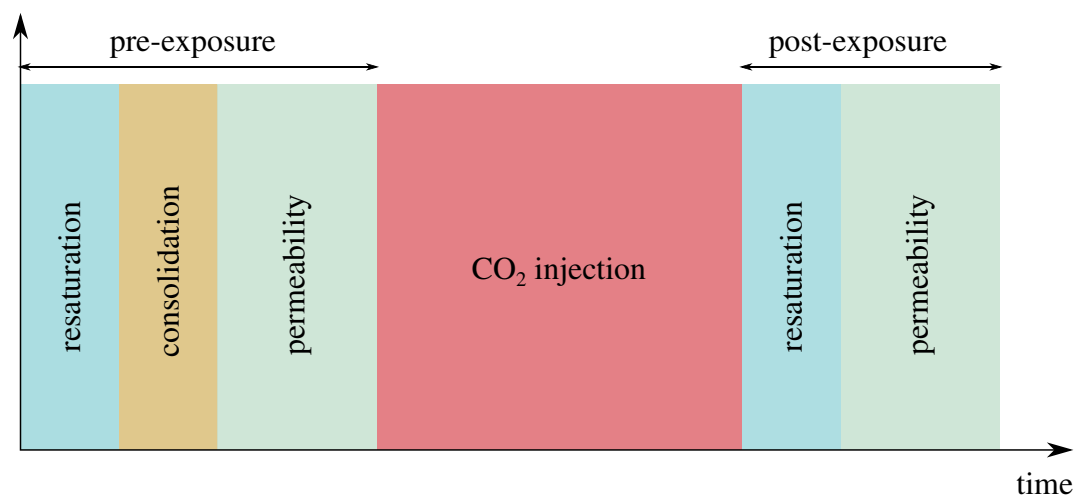 pre-exposure
post-exposure
resaturation
consolidation
permeability
CO₂ injection
resaturation
permeability
time